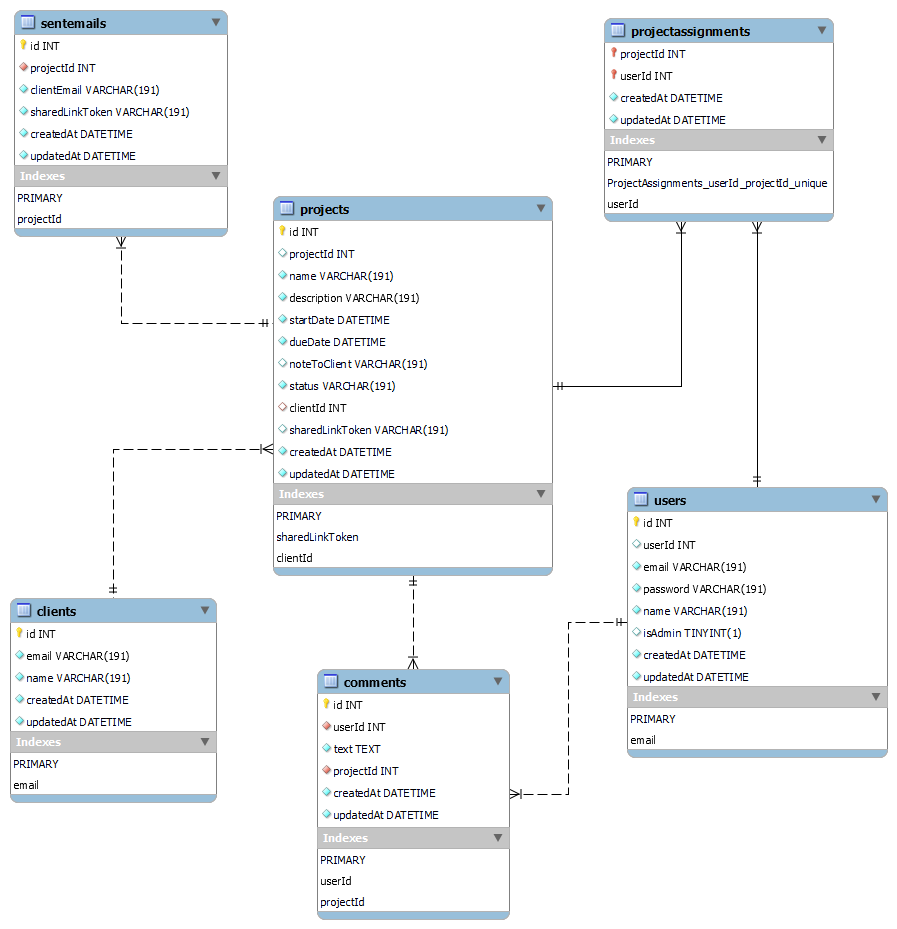 sentemails
id INT
projectId INT
clientEmail VARCHAR(191)
sharedLinkToken VARCHAR(191)
createdAt DATETIME
updatedAt DATETIME
Indexes
PRIMARY
projectId
projectassignments
projectId INT
userId INT
createdAt DATETIME
updatedAt DATETIME
Indexes
PRIMARY
ProjectAssignments_userId_projectId_unique
userId
projects
id INT
projectId INT
name VARCHAR(191)
description VARCHAR(191)
startDate DATETIME
dueDate DATETIME
noteToClient VARCHAR(191)
status VARCHAR(191)
clientId INT
sharedLinkToken VARCHAR(191)
createdAt DATETIME
updatedAt DATETIME
Indexes
PRIMARY
sharedLinkToken
clientId
users
id INT
userId INT
email VARCHAR(191)
password VARCHAR(191)
name VARCHAR(191)
isAdmin TINYINT(1)
createdAt DATETIME
updatedAt DATETIME
Indexes
PRIMARY
email
clients
id INT
email VARCHAR(191)
name VARCHAR(191)
createdAt DATETIME
updatedAt DATETIME
Indexes
PRIMARY
email
comments
id INT
userId INT
text TEXT
projectId INT
createdAt DATETIME
updatedAt DATETIME
Indexes
PRIMARY
userId
projectId